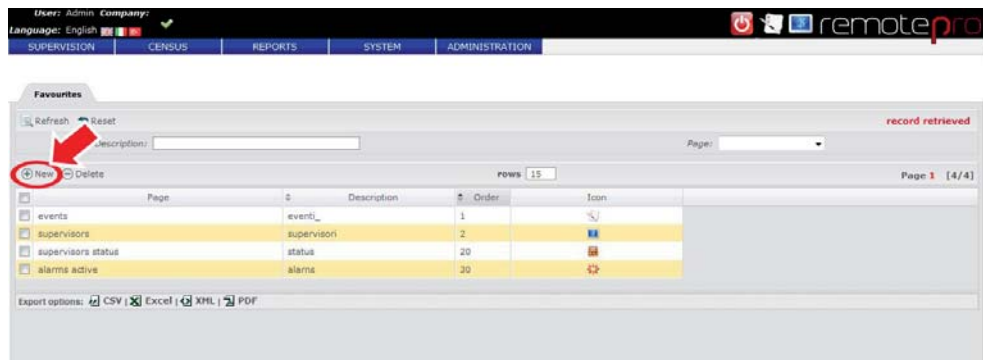 User: Admin Company:
Language: English
remotepro
SUPERVISION CENSUS REPORTS SYSTEM ADMINISTRATION
Favourites
Refresh Reset record retrieved
Description: Page:
New Delete rows 15 Page 1 [4/4]
Page Description Order Icon
events eventi_ 1
supervisors supervisori 2
supervisors status status 20
alarms active alarms 30
Export options: CSV | Excel | XML | PDF